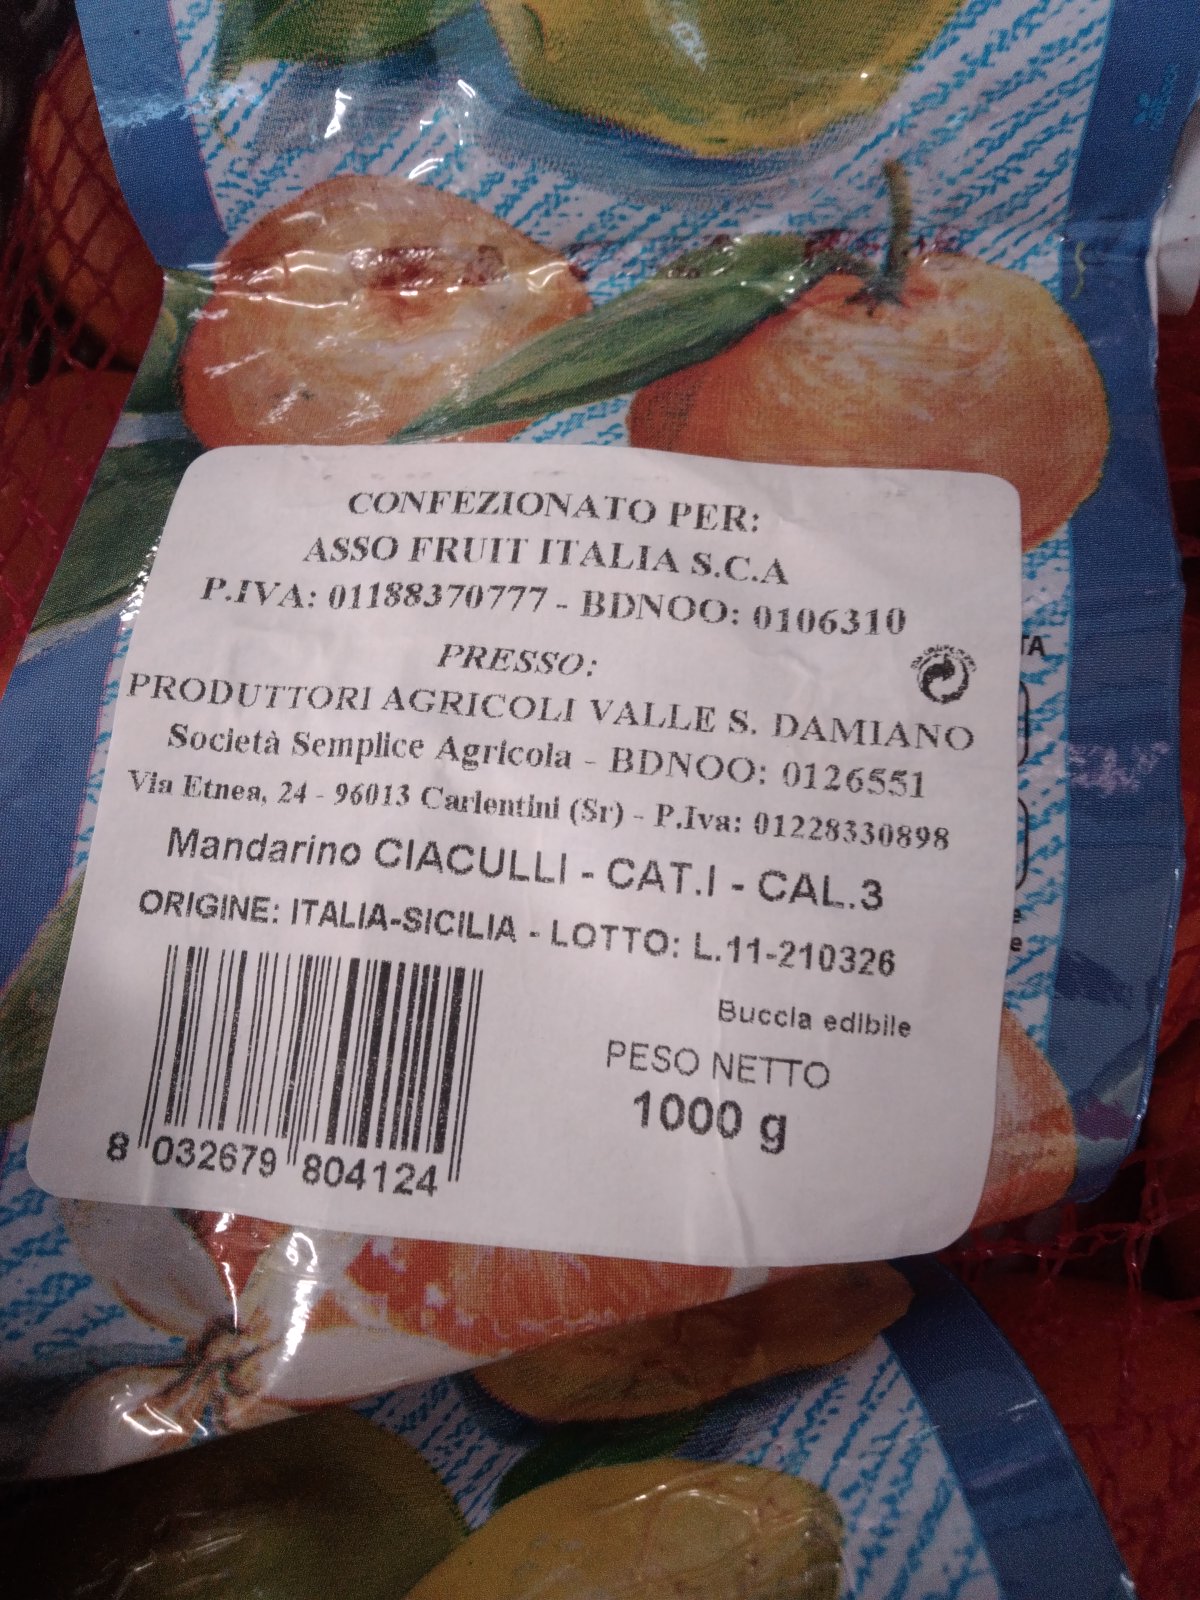 CONFEZIONATO PER:
ASSO FRUIT ITALIA S.C.A
P.IVA: 01188370777 - BDNOO: 0106310
PRESSO:
PRODUTTORI AGRICOLI VALLE S. DAMIANO
Società Semplice Agricola - BDNOO: 0126551
Via Etnea, 24 - 96013 Carlentini (Sr) - P.Iva: 01228330898
Mandarino CIACULLI - CAT.I - CAL.3
ORIGINE: ITALIA-SICILIA - LOTTO: L.11-210326
Buccia edibile
PESO NETTO
1000 g
8 032679 804124
TA
e
e